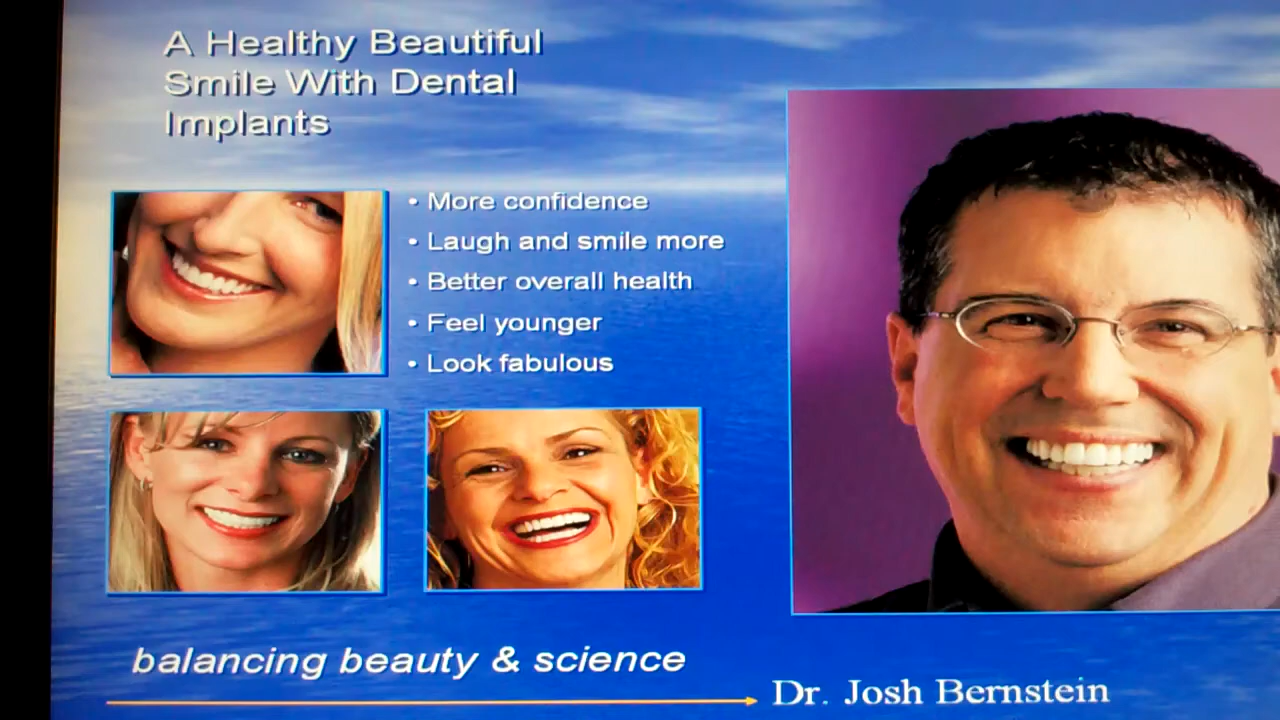 A Healthy Beautiful
Smile With Dental
Implants
• More confidence
• Laugh and smile more
• Better overall health
• Feel younger
• Look fabulous
balancing beauty & science
Dr. Josh Bernstein